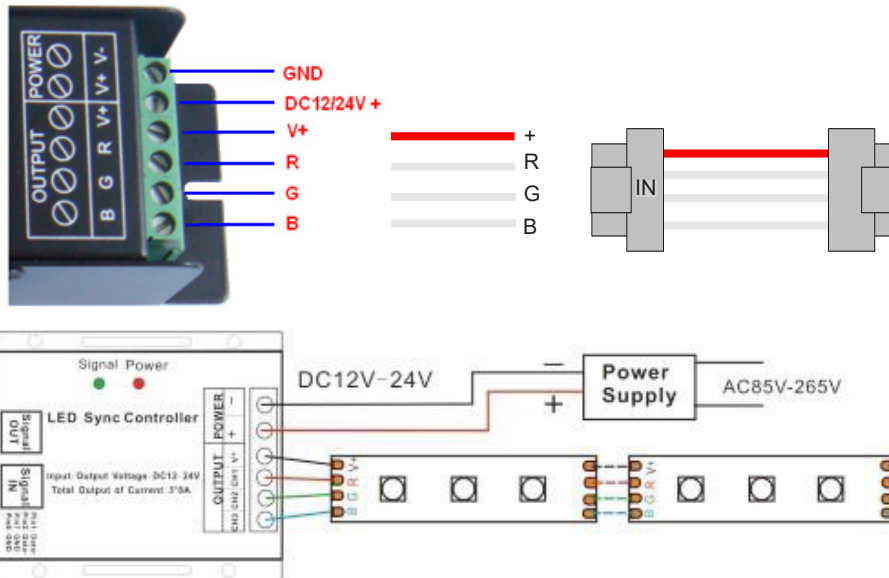 POWER
V+ V-
OUTPUT
B G R V+
GND
DC12/24V +
V+
R
G
B
+
R
G
B
IN
Signal Power
LED Sync Controller
Signal OUT
Signal IN
Input Output Voltage:DC12-24V
Total Output of Current:3*8A
POWER
+ −
OUTPUT
CH3 CH2 CH1 V+
DC12V-24V
−
+
Power
Supply
AC85V-265V
V+
R
G
B
V+
R
G
B